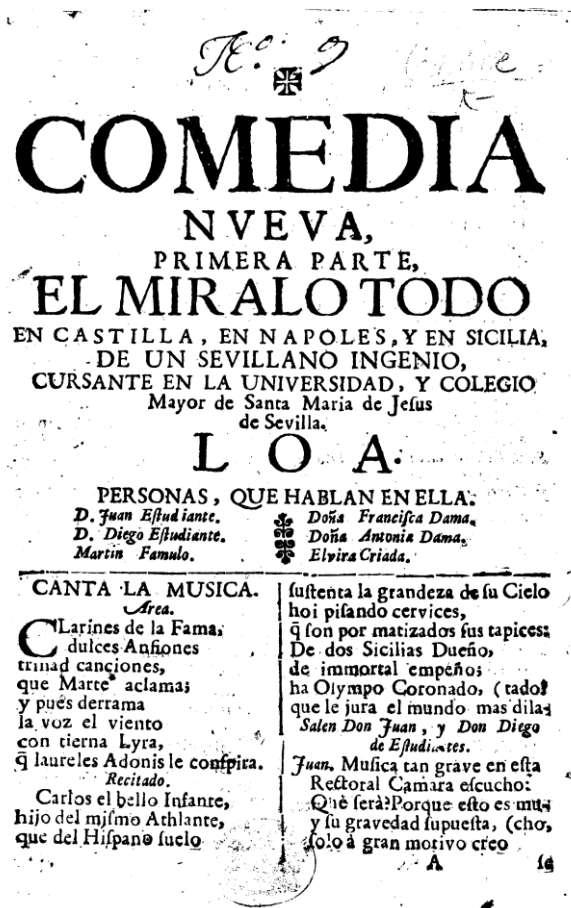 No. 9
COMEDIA
NVEVA,
PRIMERA PARTE,
EL MIRALO TODO
EN CASTILLA, EN NAPOLES, Y EN SICILIA,
DE UN SEVILLANO INGENIO,
CURSANTE EN LA UNIVERSIDAD, Y COLEGIO
Mayor de Santa Maria de Jeſus
de Sevilla.
LOA.
PERSONAS, QUE HABLAN EN ELLA.
D. Juan Eſtudiante.
D. Diego Eſtudiante.
Martin Famulo.
Doña Franciſca Dama.
Doña Antonia Dama.
Elvira Criada.
CANTA LA MUSICA.
Area.
CLarines de la Fama,
dulces Anfiones
trinad canciones,
que Marte aclama;
y pues derrama
la voz el viento
con tierna Lyra,
q̃ laureles Adonis le conſpira.
Recitado.
Carlos el bello Infante,
hijo del miſmo Athlante,
que del Hiſpano ſuelo
ſuſtenta la grandeza de ſu Cielo
hoi piſando cervices,
q̃ ſon por matizados ſus tapices:
De dos Sicilias Dueño,
de immortal empeño;
ha Olympo Coronado, (tado!
que le jura el mundo mas dila-
Salen Don Juan, y Don Diego
de Eſtudiantes.
Juan. Muſica tan grave en eſta
Rectoral Camara eſcucho:
Què ſerà? Porque eſto es mu-
y ſu gravedad ſupueſta, (cho,
ſolo à gran motivo creo
A ſe